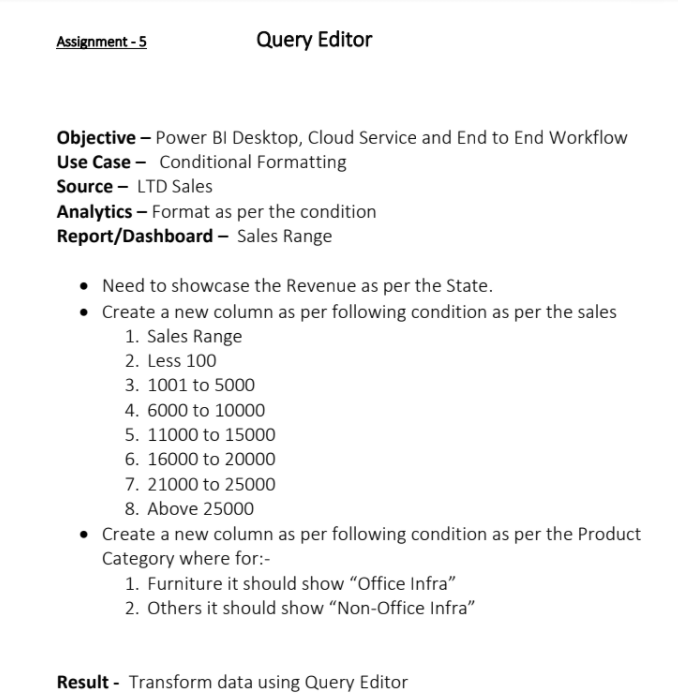 Assignment - 5 Query Editor
Objective – Power BI Desktop, Cloud Service and End to End Workflow
Use Case – Conditional Formatting
Source – LTD Sales
Analytics – Format as per the condition
Report/Dashboard – Sales Range
• Need to showcase the Revenue as per the State.
• Create a new column as per following condition as per the sales
1. Sales Range
2. Less 100
3. 1001 to 5000
4. 6000 to 10000
5. 11000 to 15000
6. 16000 to 20000
7. 21000 to 25000
8. Above 25000
• Create a new column as per following condition as per the Product
Category where for:-
1. Furniture it should show “Office Infra”
2. Others it should show “Non-Office Infra”
Result - Transform data using Query Editor